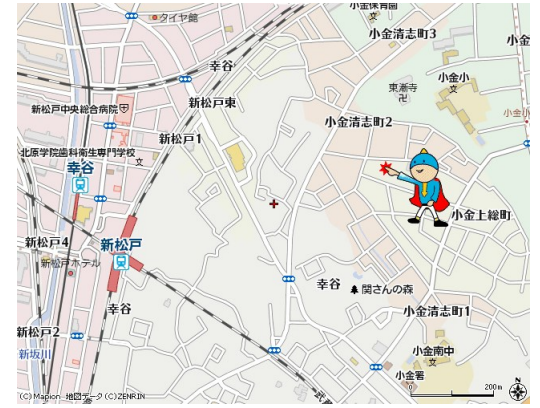 小金保育園
文
タイヤ館
小金清志町3
小金
幸谷
小金小
文
東漸寺
卍
新松戸中央総合病院
新松戸東
小金清志町2
新松戸1
北原学院歯科衛生専門学校
文
幸谷
小金上総町
新松戸4
新松戸
新松戸ホテル
幸谷
関さんの森
幸谷
小金清志町1
新松戸2
新坂川
小金南中
文
小金署
200m
N
(C)Mapion 地図データ(C)ZENRIN